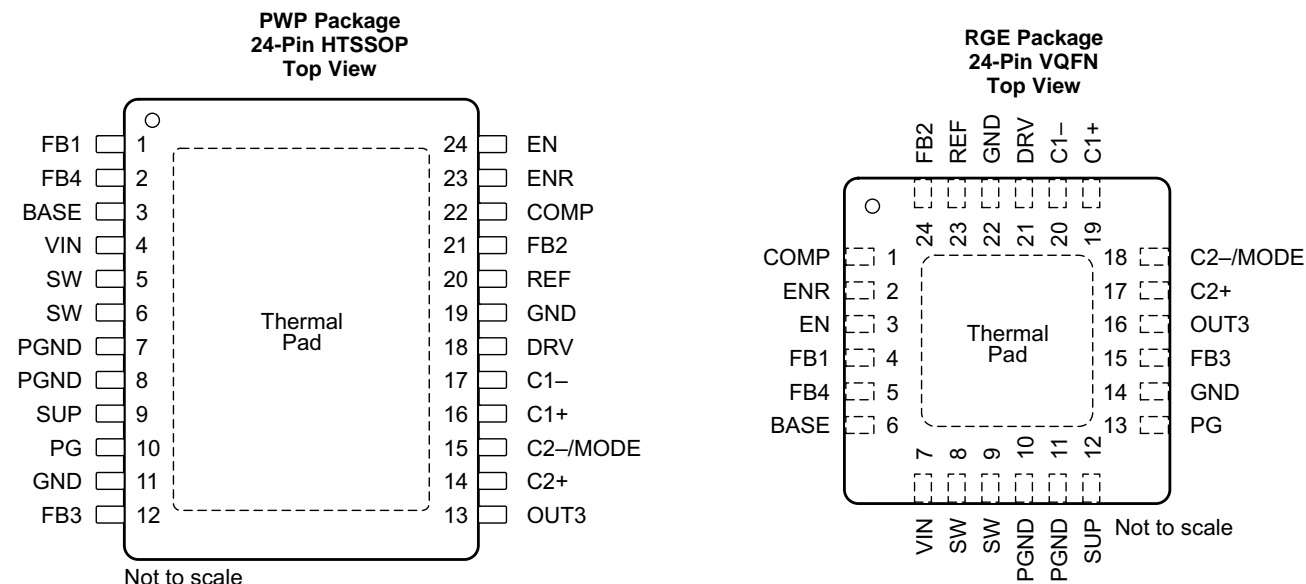 PWP Package
24-Pin HTSSOP
Top View
FB1 1
FB4 2
BASE 3
VIN 4
SW 5
SW 6
PGND 7
PGND 8
SUP 9
PG 10
GND 11
FB3 12
Thermal
Pad
24 EN
23 ENR
22 COMP
21 FB2
20 REF
19 GND
18 DRV
17 C1–
16 C1+
15 C2–/MODE
14 C2+
13 OUT3
Not to scale
RGE Package
24-Pin VQFN
Top View
FB2 REF GND DRV C1– C1+
24 23 22 21 20 19
COMP 1
ENR 2
EN 3
FB1 4
FB4 5
BASE 6
Thermal
Pad
18 C2–/MODE
17 C2+
16 OUT3
15 FB3
14 GND
13 PG
7 8 9 10 11 12
VIN SW SW PGND PGND SUP
Not to scale